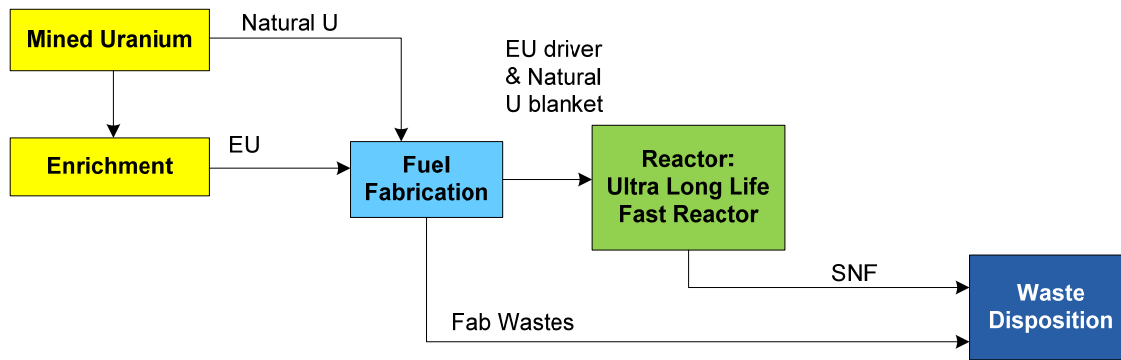 Natural U
Mined Uranium
EU driver
& Natural
U blanket
EU
Enrichment
Fuel
Fabrication
Reactor:
Ultra Long Life
Fast Reactor
SNF
Waste
Disposition
Fab Wastes